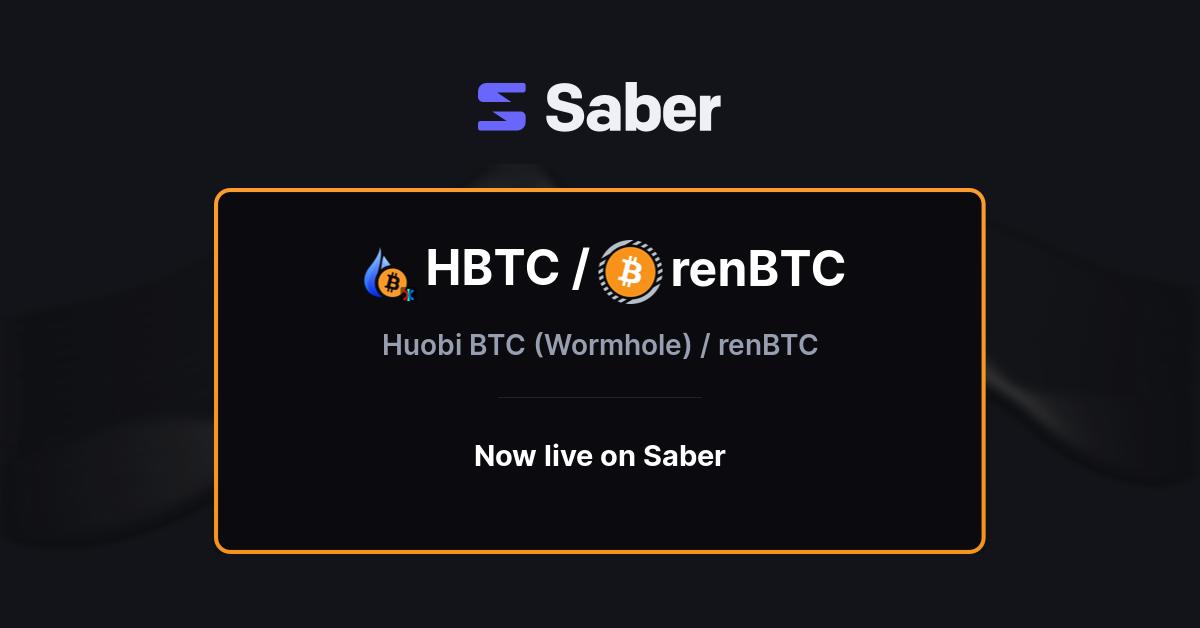 Saber
HBTC / renBTC
Huobi BTC (Wormhole) / renBTC
Now live on Saber